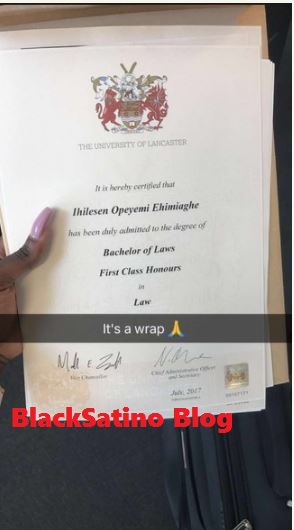 THE UNIVERSITY OF LANCASTER
It is hereby certified that
Ihilesen Opeyemi Ehimiaghe
has been duly admitted to the degree of
Bachelor of Laws
First Class Honours
in
Law
It's a wrap 🙏
Vice Chancellor
Chief Administrative Officer
and Secretary
July, 2017
BlackSatino Blog